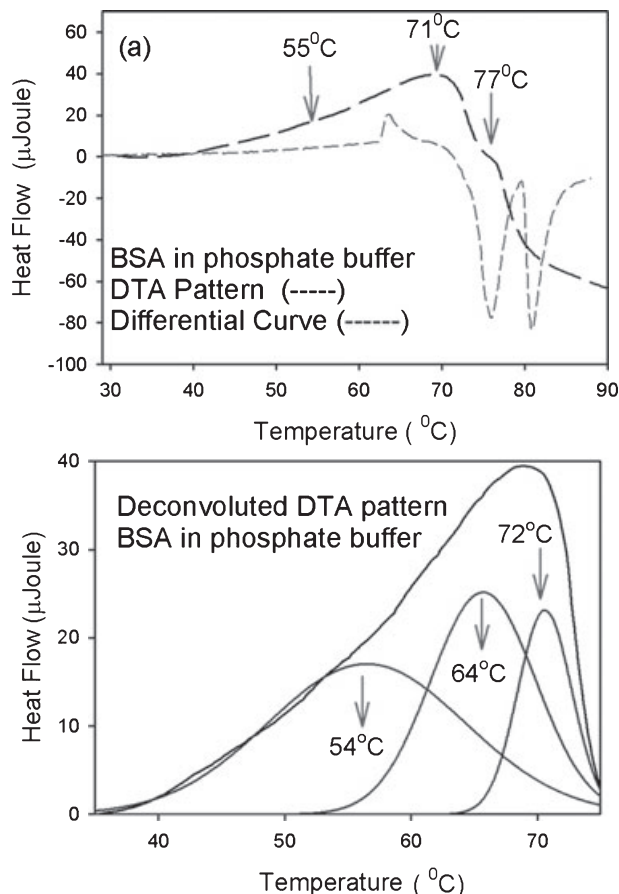 (a)
55⁰C
71⁰C
77⁰C
60
40
20
0
-20
-40
-60
-80
-100
Heat Flow (μJoule)
BSA in phosphate buffer
DTA Pattern (-----)
Differential Curve (------)
30 40 50 60 70 80 90
Temperature ( ⁰C)
40
30
20
10
0
Heat Flow (μJoule)
Deconvoluted DTA pattern
BSA in phosphate buffer
72°C
64°C
54°C
40 50 60 70
Temperature ( ⁰C)